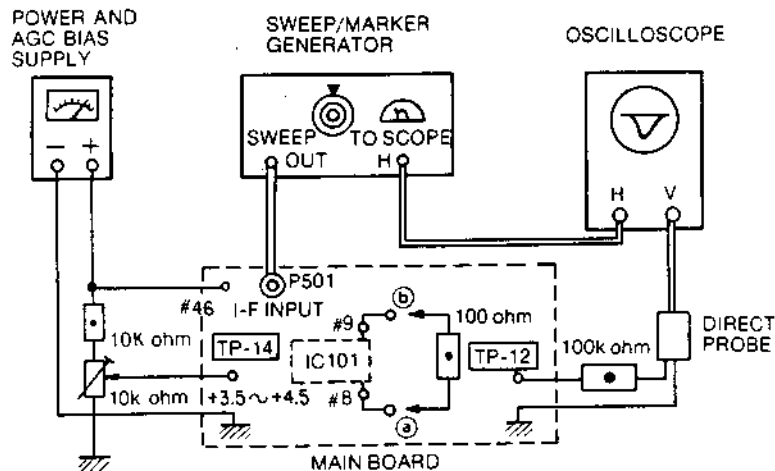 POWER AND
AGC BIAS
SUPPLY
SWEEP/MARKER
GENERATOR
OSCILLOSCOPE
− +
SWEEP
OUT
n
TO SCOPE
H
H V
P501
I-F INPUT
#46
10K ohm
TP-14
10k ohm
+3.5～+4.5
#9
IC101
#8
b
a
100 ohm
TP-12
100k ohm
DIRECT
PROBE
MAIN BOARD